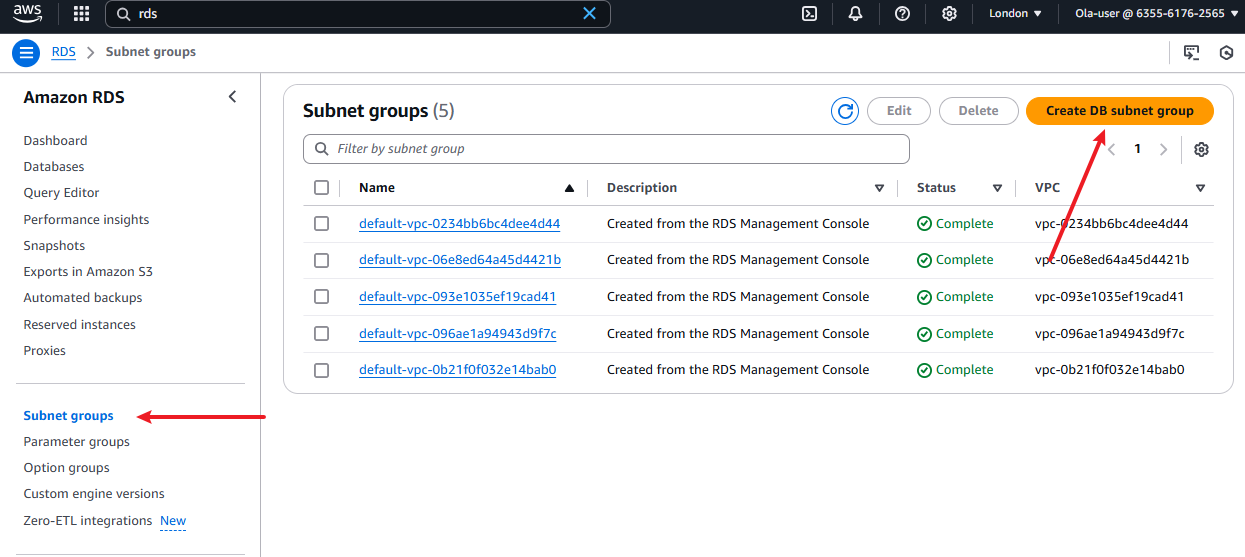 aws
rds
London
Ola-user @ 6355-6176-2565
RDS
Subnet groups
Amazon RDS
Dashboard
Databases
Query Editor
Performance insights
Snapshots
Exports in Amazon S3
Automated backups
Reserved instances
Proxies
Subnet groups
Parameter groups
Option groups
Custom engine versions
Zero-ETL integrations New
Subnet groups (5)
Edit
Delete
Create DB subnet group
Filter by subnet group
1
Name Description Status VPC
default-vpc-0234bb6bc4dee4d44 Created from the RDS Management Console Complete vpc-0234bb6bc4dee4d44
default-vpc-06e8ed64a45d4421b Created from the RDS Management Console Complete vpc-06e8ed64a45d4421b
default-vpc-093e1035ef19cad41 Created from the RDS Management Console Complete vpc-093e1035ef19cad41
default-vpc-096ae1a94943d9f7c Created from the RDS Management Console Complete vpc-096ae1a94943d9f7c
default-vpc-0b21f0f032e14bab0 Created from the RDS Management Console Complete vpc-0b21f0f032e14bab0